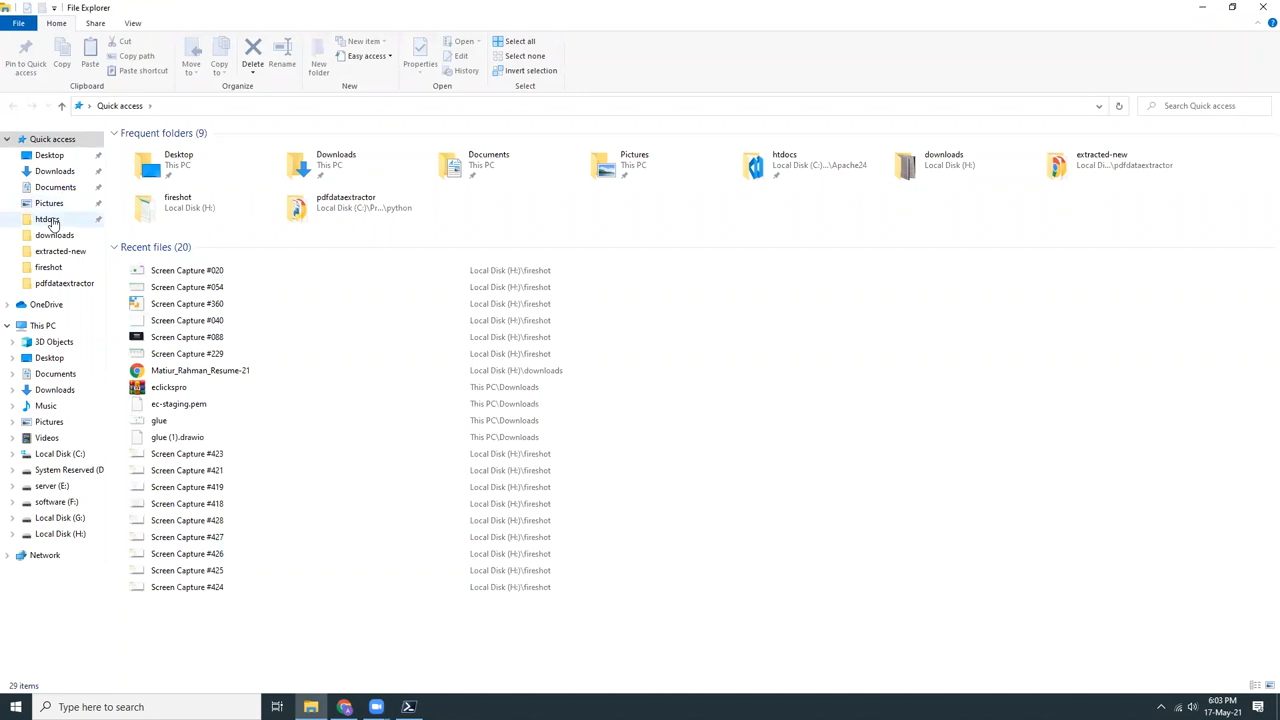 File Explorer
File
Home
Share
View
Pin to Quick access
Copy
Paste
Cut
Copy path
Paste shortcut
Clipboard
Move to
Copy to
Delete
Rename
Organize
New folder
New item
Easy access
New
Properties
Open
Edit
History
Open
Select all
Select none
Invert selection
Select
Quick access
Search Quick access
Quick access
Desktop
Downloads
Documents
Pictures
htdocs
downloads
extracted-new
fireshot
pdfdataextractor
OneDrive
This PC
3D Objects
Desktop
Documents
Downloads
Music
Pictures
Videos
Local Disk (C:)
System Reserved (D
server (E:)
software (F:)
Local Disk (G:)
Local Disk (H:)
Network
Frequent folders (9)
Desktop
This PC
Downloads
This PC
Documents
This PC
Pictures
This PC
htdocs
Local Disk (C:)...\Apache24
downloads
Local Disk (H:)
extracted-new
Local Di...\pdfdataextractor
fireshot
Local Disk (H:)
pdfdataextractor
Local Disk (C:)\Pr...\python
Recent files (20)
Screen Capture #020 Local Disk (H:)\fireshot
Screen Capture #054 Local Disk (H:)\fireshot
Screen Capture #360 Local Disk (H:)\fireshot
Screen Capture #040 Local Disk (H:)\fireshot
Screen Capture #088 Local Disk (H:)\fireshot
Screen Capture #229 Local Disk (H:)\fireshot
Matiur_Rahman_Resume-21 Local Disk (H:)\downloads
eclickspro This PC\Downloads
ec-staging.pem This PC\Downloads
glue This PC\Downloads
glue (1).drawio This PC\Downloads
Screen Capture #423 Local Disk (H:)\fireshot
Screen Capture #421 Local Disk (H:)\fireshot
Screen Capture #419 Local Disk (H:)\fireshot
Screen Capture #418 Local Disk (H:)\fireshot
Screen Capture #428 Local Disk (H:)\fireshot
Screen Capture #427 Local Disk (H:)\fireshot
Screen Capture #426 Local Disk (H:)\fireshot
Screen Capture #425 Local Disk (H:)\fireshot
Screen Capture #424 Local Disk (H:)\fireshot
29 items
Type here to search
6:03 PM
17-May-21